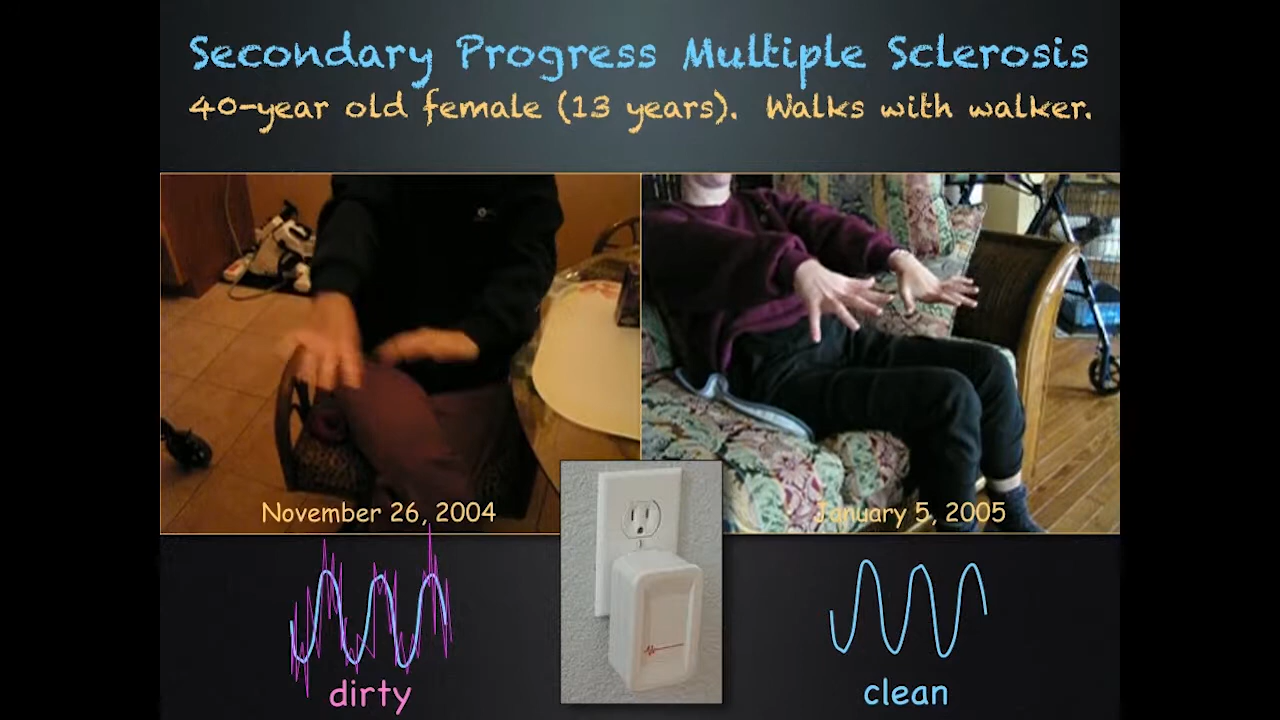 Secondary Progress Multiple Sclerosis
40-year old female (13 years). Walks with walker.
November 26, 2004
January 5, 2005
dirty
clean